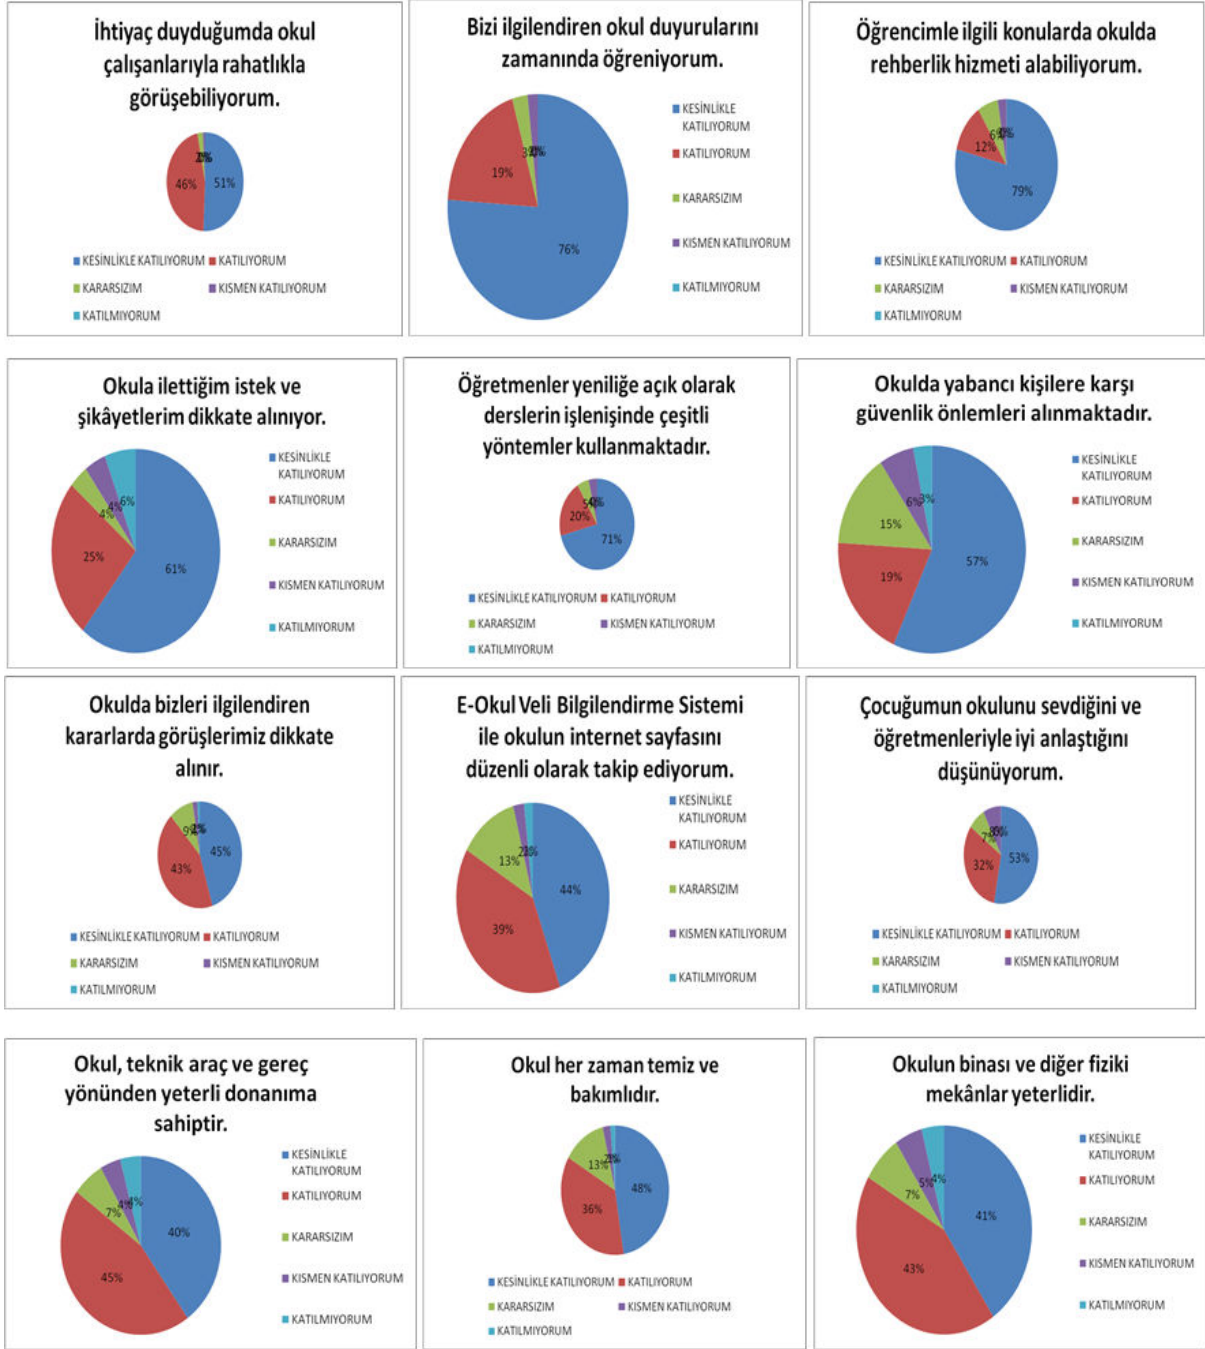 İhtiyaç duyduğumda okul
çalışanlarıyla rahatlıkla
görüşebiliyorum.
46%
51%
KESİNLİKLE KATILIYORUM
KATILIYORUM
KARARSIZIM
KISMEN KATILIYORUM
KATILMIYORUM
Bizi ilgilendiren okul duyurularını
zamanında öğreniyorum.
3%
19%
76%
KESİNLİKLE
KATILIYORUM
KATILIYORUM
KARARSIZIM
KISMEN KATILIYORUM
KATILMIYORUM
Öğrencimle ilgili konularda okulda
rehberlik hizmeti alabiliyorum.
6%
12%
79%
KESİNLİKLE KATILIYORUM
KATILIYORUM
KARARSIZIM
KISMEN KATILIYORUM
KATILMIYORUM
Okula ilettiğim istek ve
şikâyetlerim dikkate alınıyor.
6%
4%
4%
25%
61%
KESİNLİKLE
KATILIYORUM
KATILIYORUM
KARARSIZIM
KISMEN KATILIYORUM
KATILMIYORUM
Öğretmenler yeniliğe açık olarak
derslerin işlenişinde çeşitli
yöntemler kullanmaktadır.
5%
20%
71%
KESİNLİKLE KATILIYORUM
KATILIYORUM
KARARSIZIM
KISMEN KATILIYORUM
KATILMIYORUM
Okulda yabancı kişilere karşı
güvenlik önlemleri alınmaktadır.
3%
6%
15%
19%
57%
KESİNLİKLE
KATILIYORUM
KATILIYORUM
KARARSIZIM
KISMEN KATILIYORUM
KATILMIYORUM
Okulda bizleri ilgilendiren
kararlarda görüşlerimiz dikkate
alınır.
9%
43%
45%
KESİNLİKLE KATILIYORUM
KATILIYORUM
KARARSIZIM
KISMEN KATILIYORUM
KATILMIYORUM
E-Okul Veli Bilgilendirme Sistemi
ile okulun internet sayfasını
düzenli olarak takip ediyorum.
13%
39%
44%
KESİNLİKLE
KATILIYORUM
KATILIYORUM
KARARSIZIM
KISMEN KATILIYORUM
KATILMIYORUM
Çocuğumun okulunu sevdiğini ve
öğretmenleriyle iyi anlaştığını
düşünüyorum.
7%
32%
53%
KESİNLİKLE KATILIYORUM
KATILIYORUM
KARARSIZIM
KISMEN KATILIYORUM
KATILMIYORUM
Okul, teknik araç ve gereç
yönünden yeterli donanıma
sahiptir.
4%
4%
7%
45%
40%
KESİNLİKLE
KATILIYORUM
KATILIYORUM
KARARSIZIM
KISMEN KATILIYORUM
KATILMIYORUM
Okul her zaman temiz ve
bakımlıdır.
13%
36%
48%
KESİNLİKLE KATILIYORUM
KATILIYORUM
KARARSIZIM
KISMEN KATILIYORUM
KATILMIYORUM
Okulun binası ve diğer fiziki
mekânlar yeterlidir.
4%
5%
7%
43%
41%
KESİNLİKLE
KATILIYORUM
KATILIYORUM
KARARSIZIM
KISMEN KATILIYORUM
KATILMIYORUM